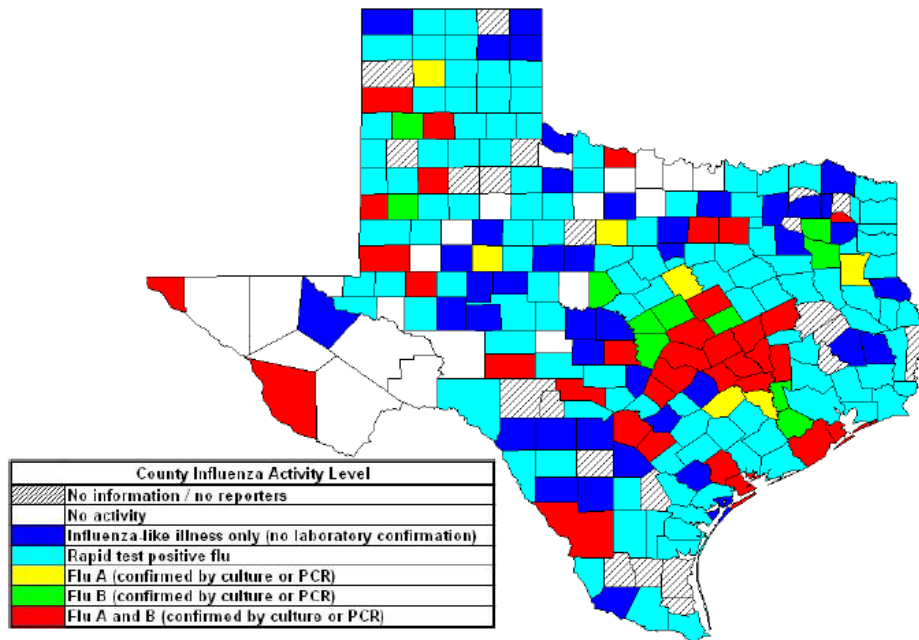 County Influenza Activity Level
No information / no reporters
No activity
Influenza-like illness only (no laboratory confirmation)
Rapid test positive flu
Flu A (confirmed by culture or PCR)
Flu B (confirmed by culture or PCR)
Flu A and B (confirmed by culture or PCR)